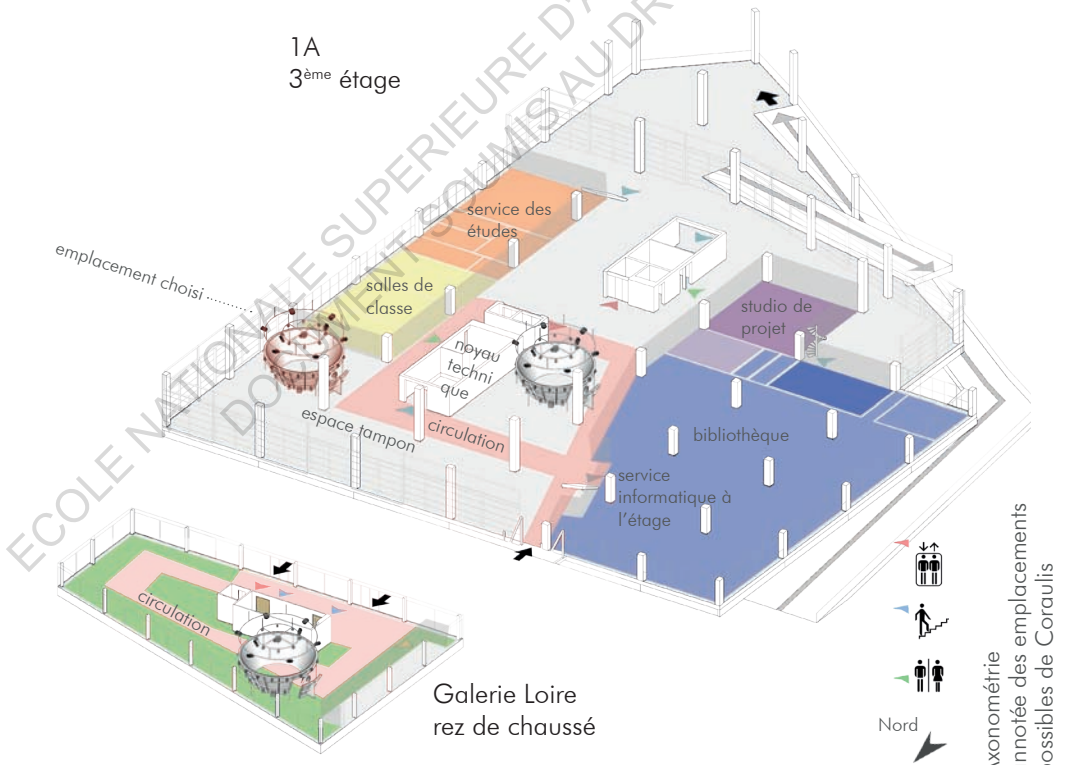 1A
3ème étage
ECOLE NATIONALE SUPERIEURE D'A
DOCUMENT SOUMIS AU DR
service des
études
emplacement choisi
salles de
classe
studio de
projet
noyau
techni
que
espace tampon
circulation
bibliothèque
service
informatique à
l'étage
circulation
Galerie Loire
rez de chaussé
Nord
Axonométrie
nnotée des emplacements
ossibles de Coraulis